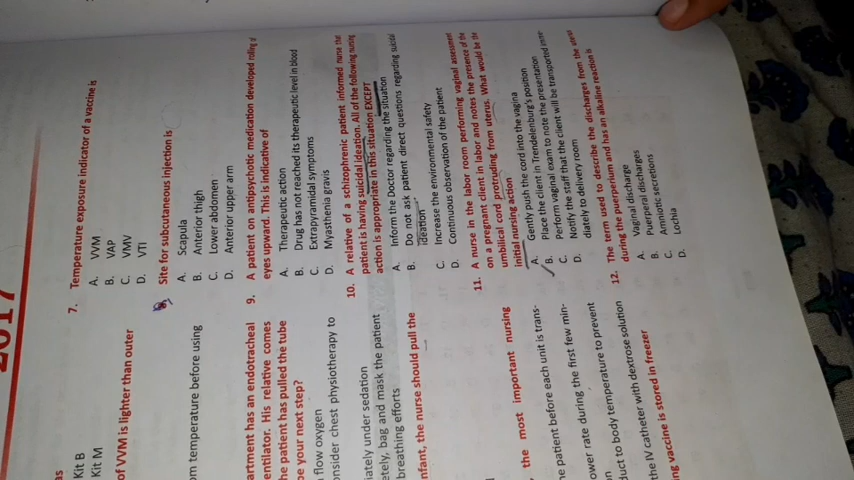 2017
as
Kit B
Kit M
of VVM is lighter than outer
om temperature before using
artment has an endotracheal
entilator. His relative comes
he patient has pulled the tube
be your next step?
flow oxygen
nsider chest physiotherapy to
iately under sedation
etely, bag and mask the patient
breathing efforts
nfant, the nurse should pull the
the most important nursing
he patient before each unit is trans-
ower rate during the first few min-
on
duct to body temperature to prevent
the IV catheter with dextrose solution
ing vaccine is stored in freezer
7. Temperature exposure indicator of a vaccine is
A. VVM
B. VAP
C. VMV
D. VTI
8. Site for subcutaneous injection is
A. Scapula
B. Anterior thigh
C. Lower abdomen
D. Anterior upper arm
9. A patient on antipsychotic medication developed rolling of
eyes upward. This is indicative of
A. Therapeutic action
B. Drug has not reached its therapeutic level in blood
C. Extrapyramidal symptoms
D. Myasthenia gravis
10. A relative of a schizophrenic patient informed nurse the
patient is having suicidal ideation. All of the following nursing
action is appropriate in this situation EXCEPT
A. Inform the Doctor regarding the situation
B. Do not ask patient direct questions regarding suicidal
ideation
C. Increase the environmental safety
D. Continuous observation of the patient
11. A nurse in the labor room performing vaginal assessment
on a pregnant client in labor and notes the presence of the
umbilical cord protruding from uterus. What would be the
initial nursing action
A. Gently push the cord into the vagina
B. Place the client in Trendelenburg's position
C. Perform vaginal exam to note the presentation
D. Notify the staff that the client will be transported imme-
diately to delivery room
12. The term used to describe the discharges from the uterus
during the puerperium and has an alkaline reaction is
A. Vaginal discharge
B. Puerperal discharges
C. Amniotic secretions
D. Lochia